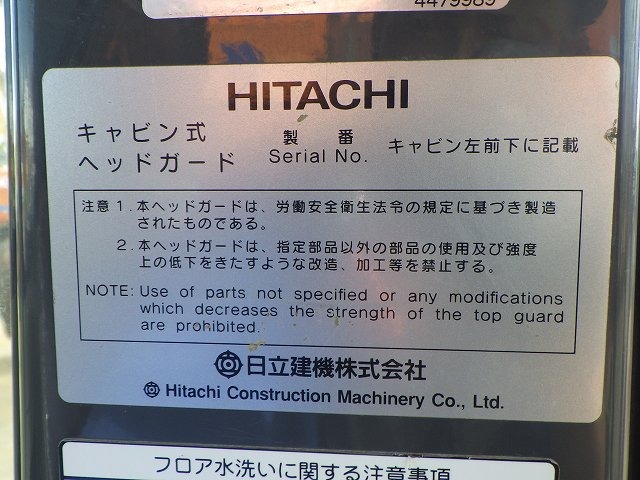 4479989
HITACHI
キャビン式
ヘッドガード
製 番
Serial No.
キャビン左前下に記載
注意 1. 本ヘッドガードは、労働安全衛生法令の規定に基づき製造
されたものである。
2. 本ヘッドガードは、指定部品以外の部品の使用及び強度
上の低下をきたすような改造、加工等を禁止する。
NOTE: Use of parts not specified or any modifications
which decreases the strength of the top guard
are prohibited.
日立建機株式会社
Hitachi Construction Machinery Co., Ltd.
フロア水洗いに関する注意事項